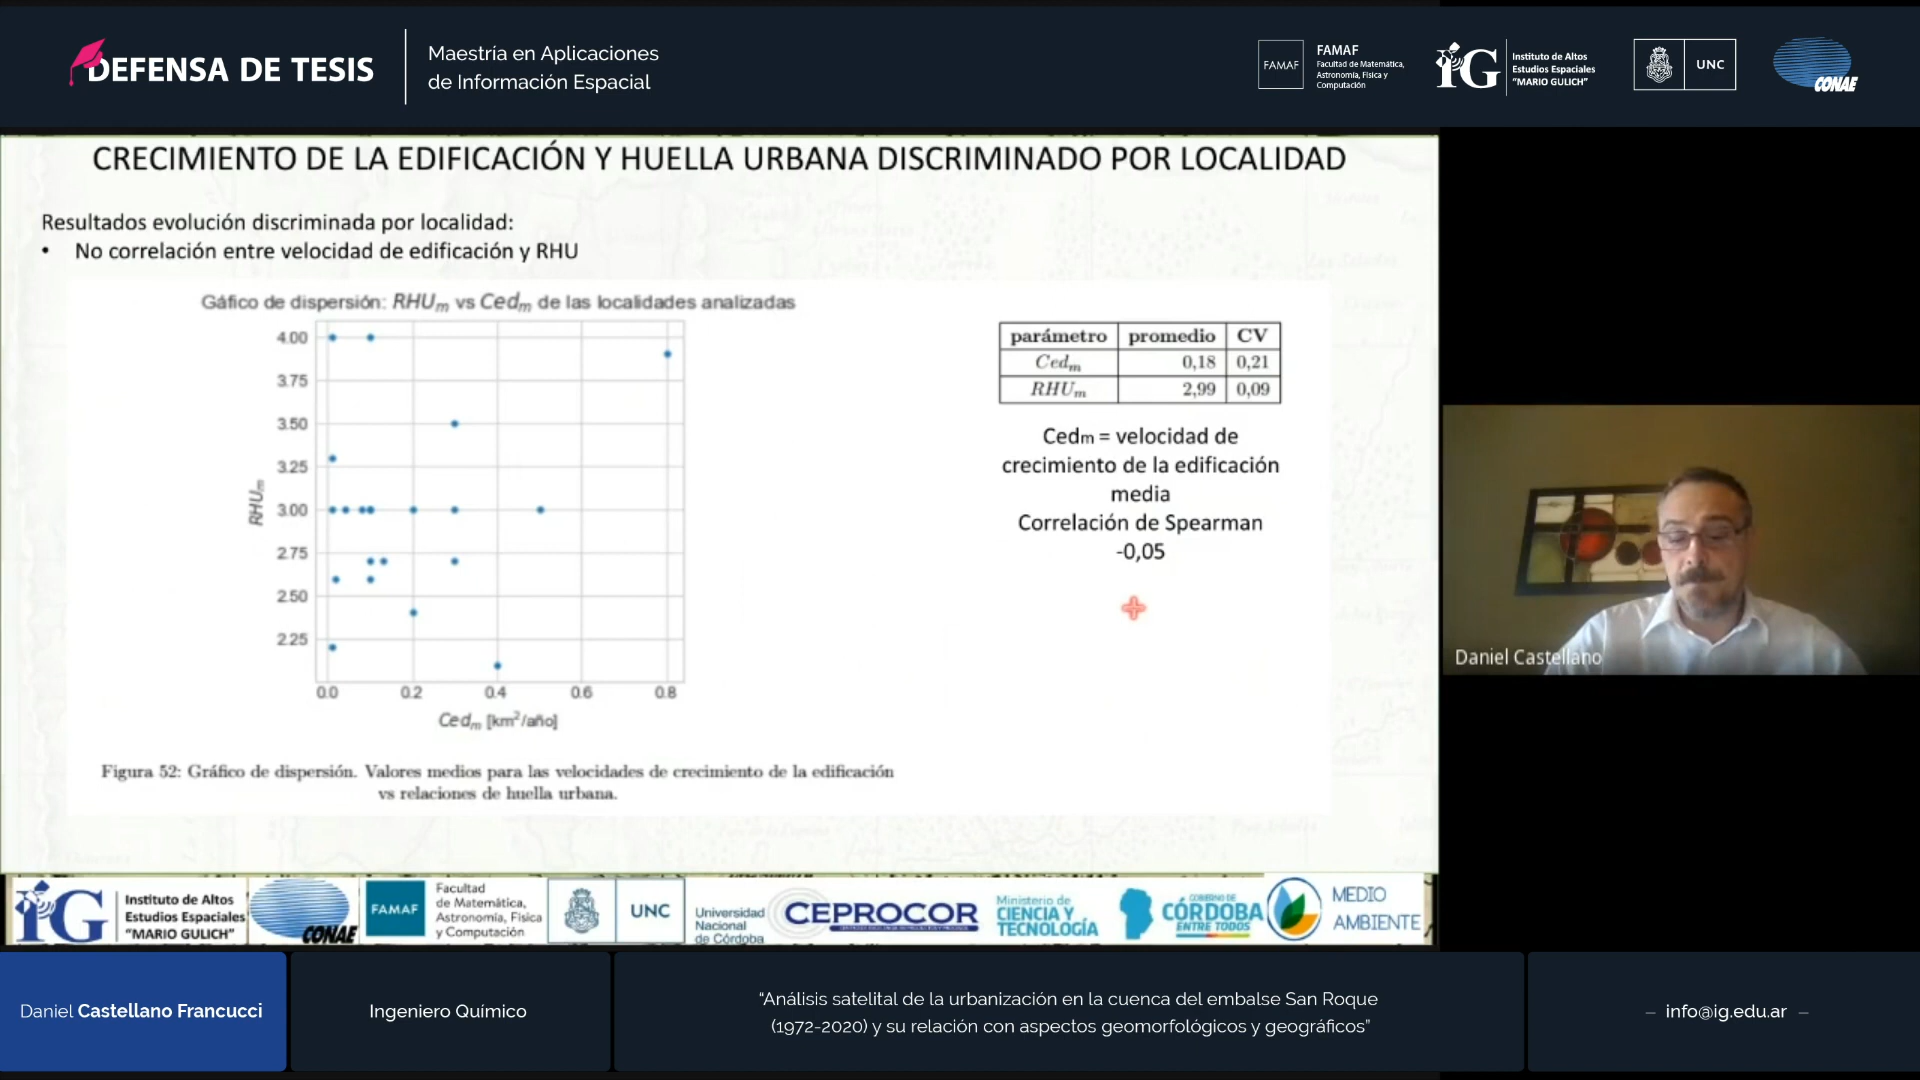 DEFENSA DE TESIS
Maestría en Aplicaciones
de Información Espacial
FAMAF
FAMAF
Facultad de Matemática,
Astronomía, Física y
Computación
iG
Instituto de Altos
Estudios Espaciales
"MARIO GULICH"
UNC
CONAE
CRECIMIENTO DE LA EDIFICACIÓN Y HUELLA URBANA DISCRIMINADO POR LOCALIDAD
Resultados evolución discriminada por localidad:
• No correlación entre velocidad de edificación y RHU
Gáfico de dispersión: RHUm vs Cedm de las localidades analizadas
4.00
3.75
3.50
3.25
3.00
2.75
2.50
2.25
RHUm
0.0 0.2 0.4 0.6 0.8
Cedm [km²/año]
Figura 52: Gráfico de dispersión. Valores medios para las velocidades de crecimiento de la edificación
vs relaciones de huella urbana.
parámetro promedio CV
Cedm 0,18 0,21
RHUm 2,99 0,09
Cedm = velocidad de
crecimiento de la edificación
media
Correlación de Spearman
-0,05
Daniel Castellano
iG
Instituto de Altos
Estudios Espaciales
"MARIO GULICH"
CONAE
FAMAF
Facultad
de Matemática,
Astronomía, Física
y Computación
UNC
Universidad
Nacional
de Córdoba
CEPROCOR
Ministerio de
CIENCIA Y
TECNOLOGÍA
GOBIERNO DE
CÓRDOBA
ENTRE TODOS
MEDIO
AMBIENTE
Daniel Castellano Francucci
Ingeniero Químico
“Análisis satelital de la urbanización en la cuenca del embalse San Roque
(1972-2020) y su relación con aspectos geomorfológicos y geográficos”
– info@ig.edu.ar –